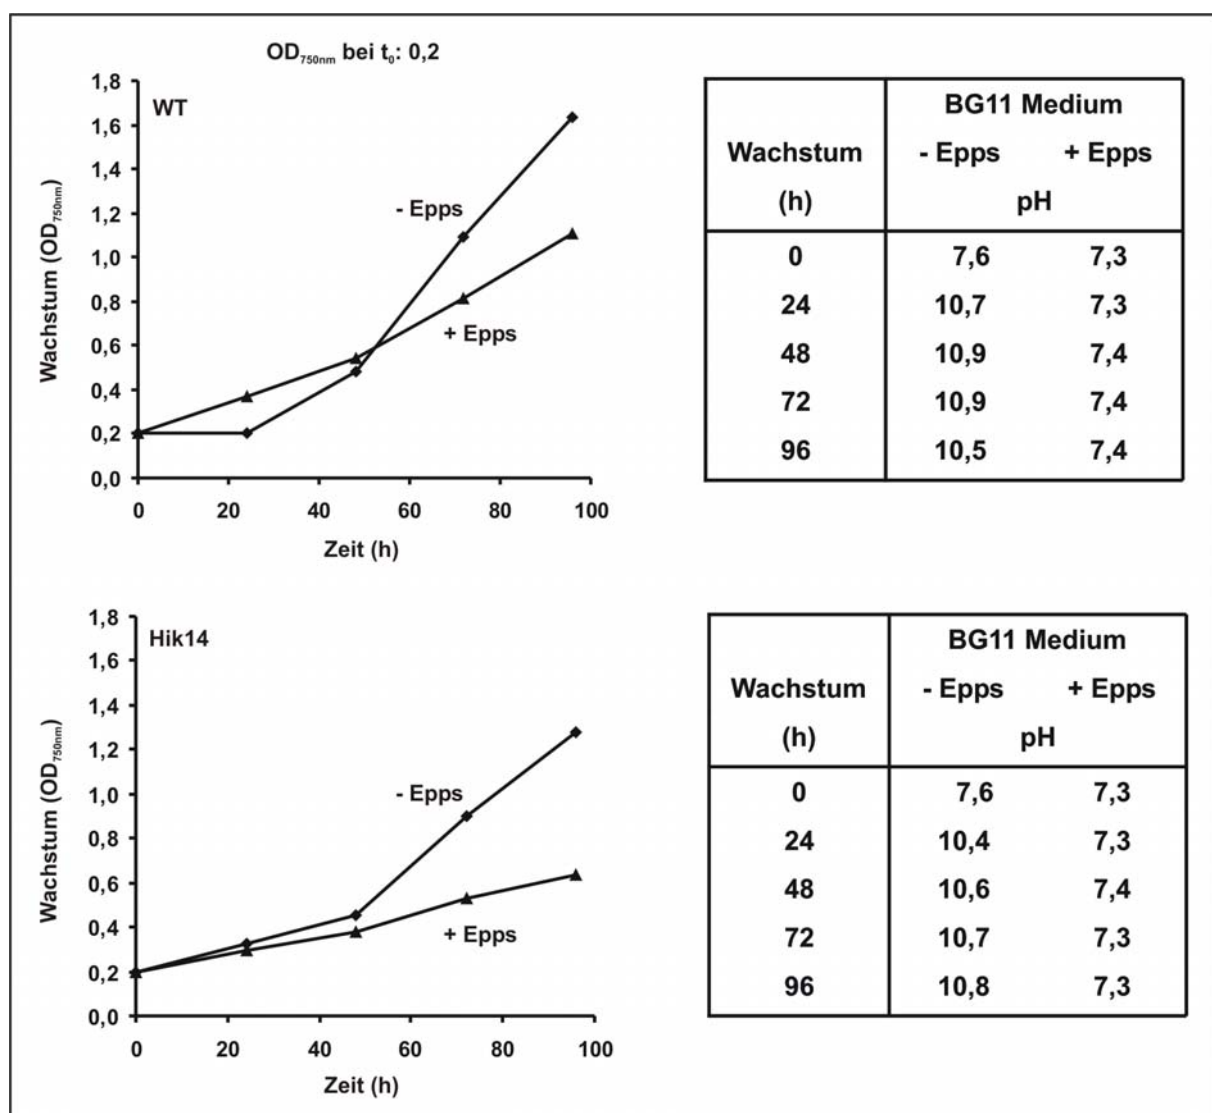 OD750nm bei t0: 0,2
WT
Wachstum (OD750nm)
1,8
1,6
1,4
1,2
1,0
0,8
0,6
0,4
0,2
0,0
- Epps
+ Epps
0 20 40 60 80 100
Zeit (h)
BG11 Medium
Wachstum - Epps + Epps
(h) pH
0 7,6 7,3
24 10,7 7,3
48 10,9 7,4
72 10,9 7,4
96 10,5 7,4
Hik14
Wachstum (OD750nm)
1,8
1,6
1,4
1,2
1,0
0,8
0,6
0,4
0,2
0,0
- Epps
+ Epps
0 20 40 60 80 100
Zeit (h)
BG11 Medium
Wachstum - Epps + Epps
(h) pH
0 7,6 7,3
24 10,4 7,3
48 10,6 7,4
72 10,7 7,3
96 10,8 7,3